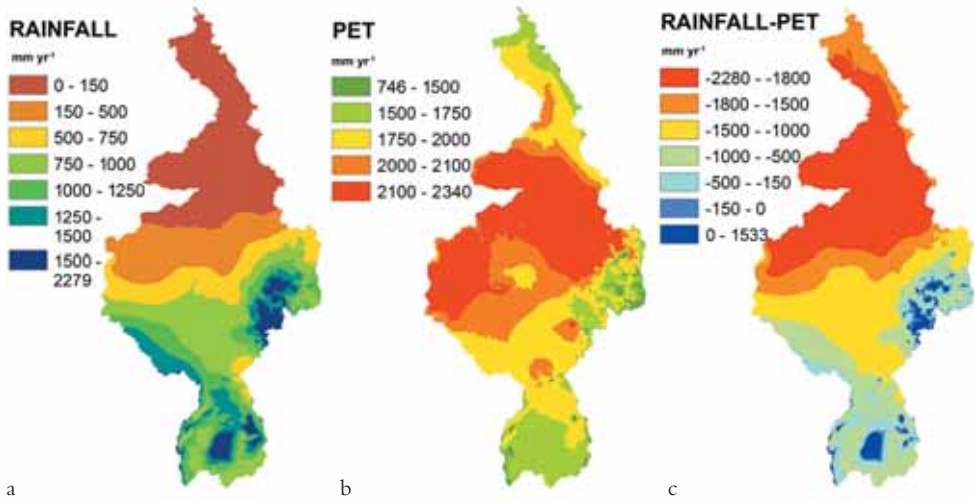 RAINFALL
mm yr⁻¹
0 - 150
150 - 500
500 - 750
750 - 1000
1000 - 1250
1250 -
1500
1500 -
2279
a
PET
mm yr⁻¹
746 - 1500
1500 - 1750
1750 - 2000
2000 - 2100
2100 - 2340
b
RAINFALL-PET
mm yr⁻¹
-2280 - -1800
-1800 - -1500
-1500 - -1000
-1000 - -500
-500 - -150
-150 - 0
0 - 1533
c